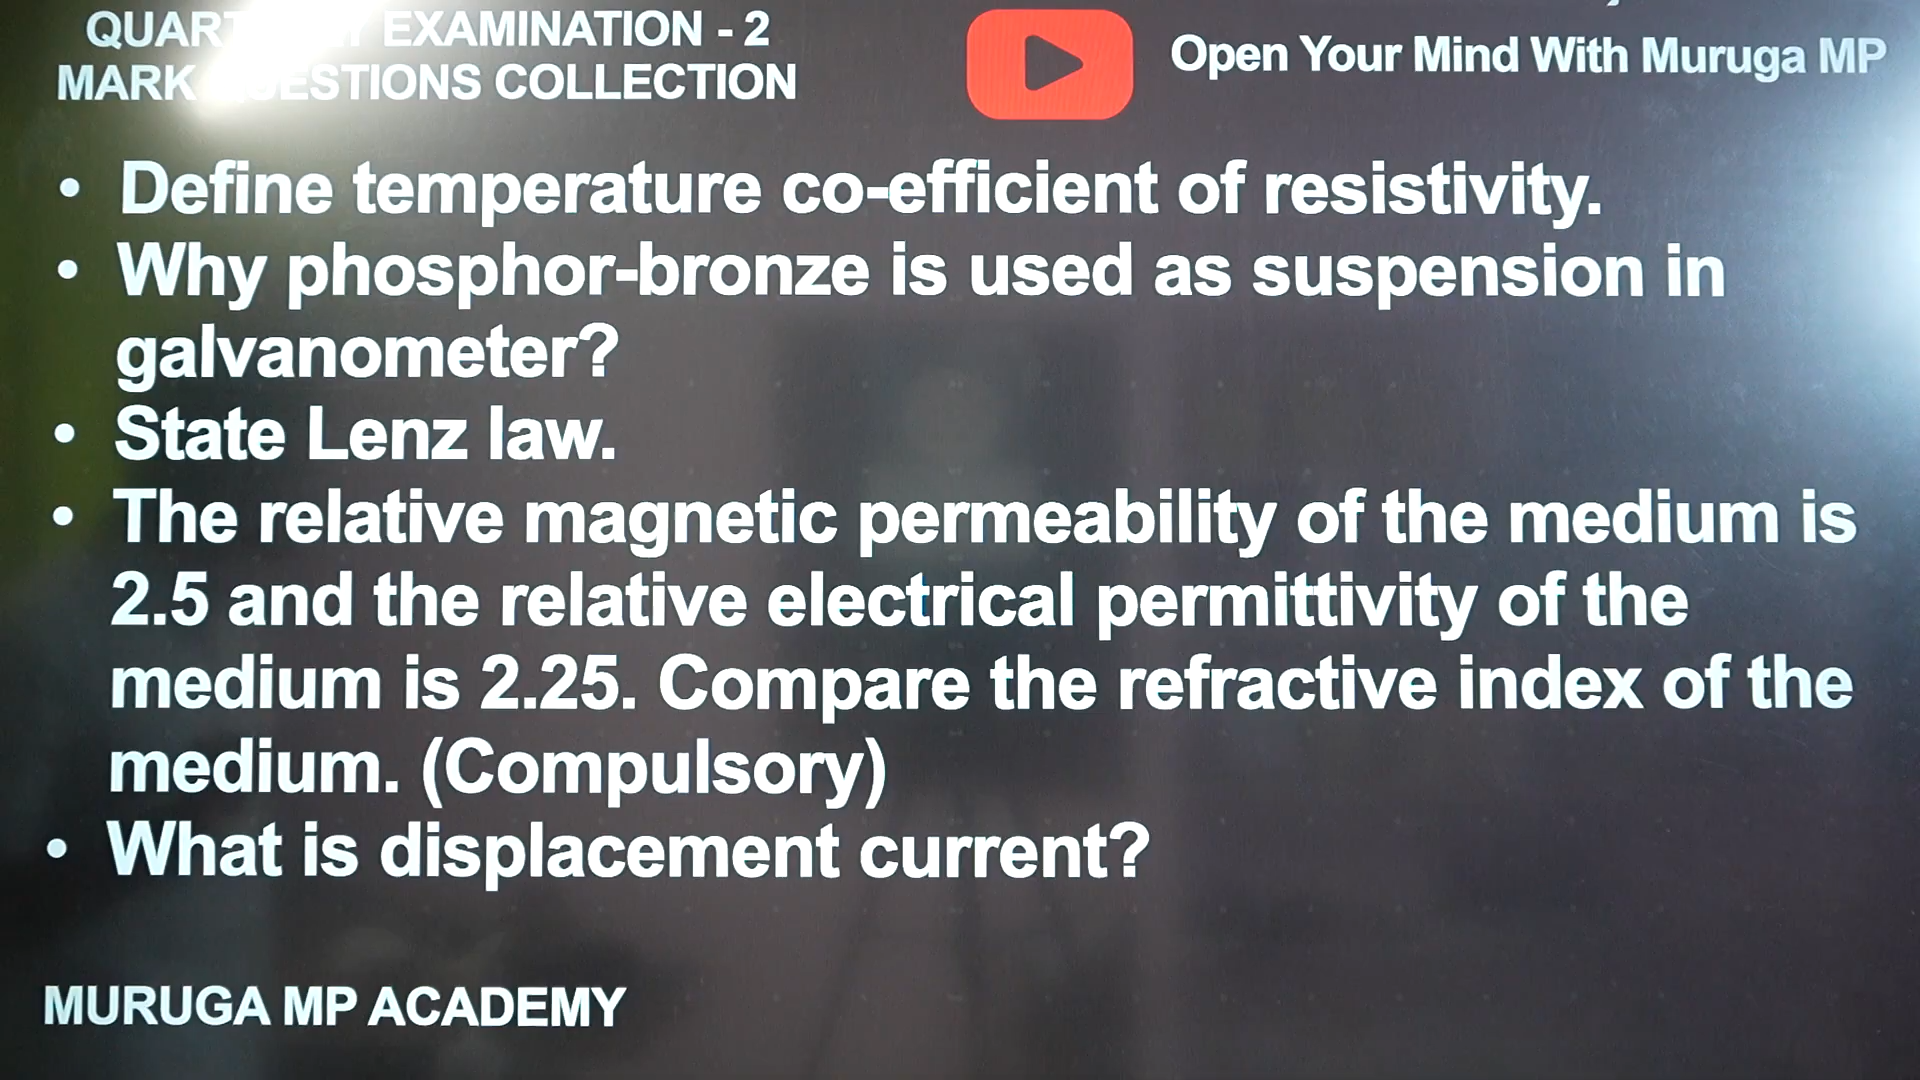 EXAMINATION - 2
MARK QUESTIONS COLLECTION
Open Your Mind With Muruga MP
• Define temperature co-efficient of resistivity.
• Why phosphor-bronze is used as suspension in
galvanometer?
• State Lenz law.
• The relative magnetic permeability of the medium is
2.5 and the relative electrical permittivity of the
medium is 2.25. Compare the refractive index of the
medium. (Compulsory)
• What is displacement current?
MURUGA MP ACADEMY